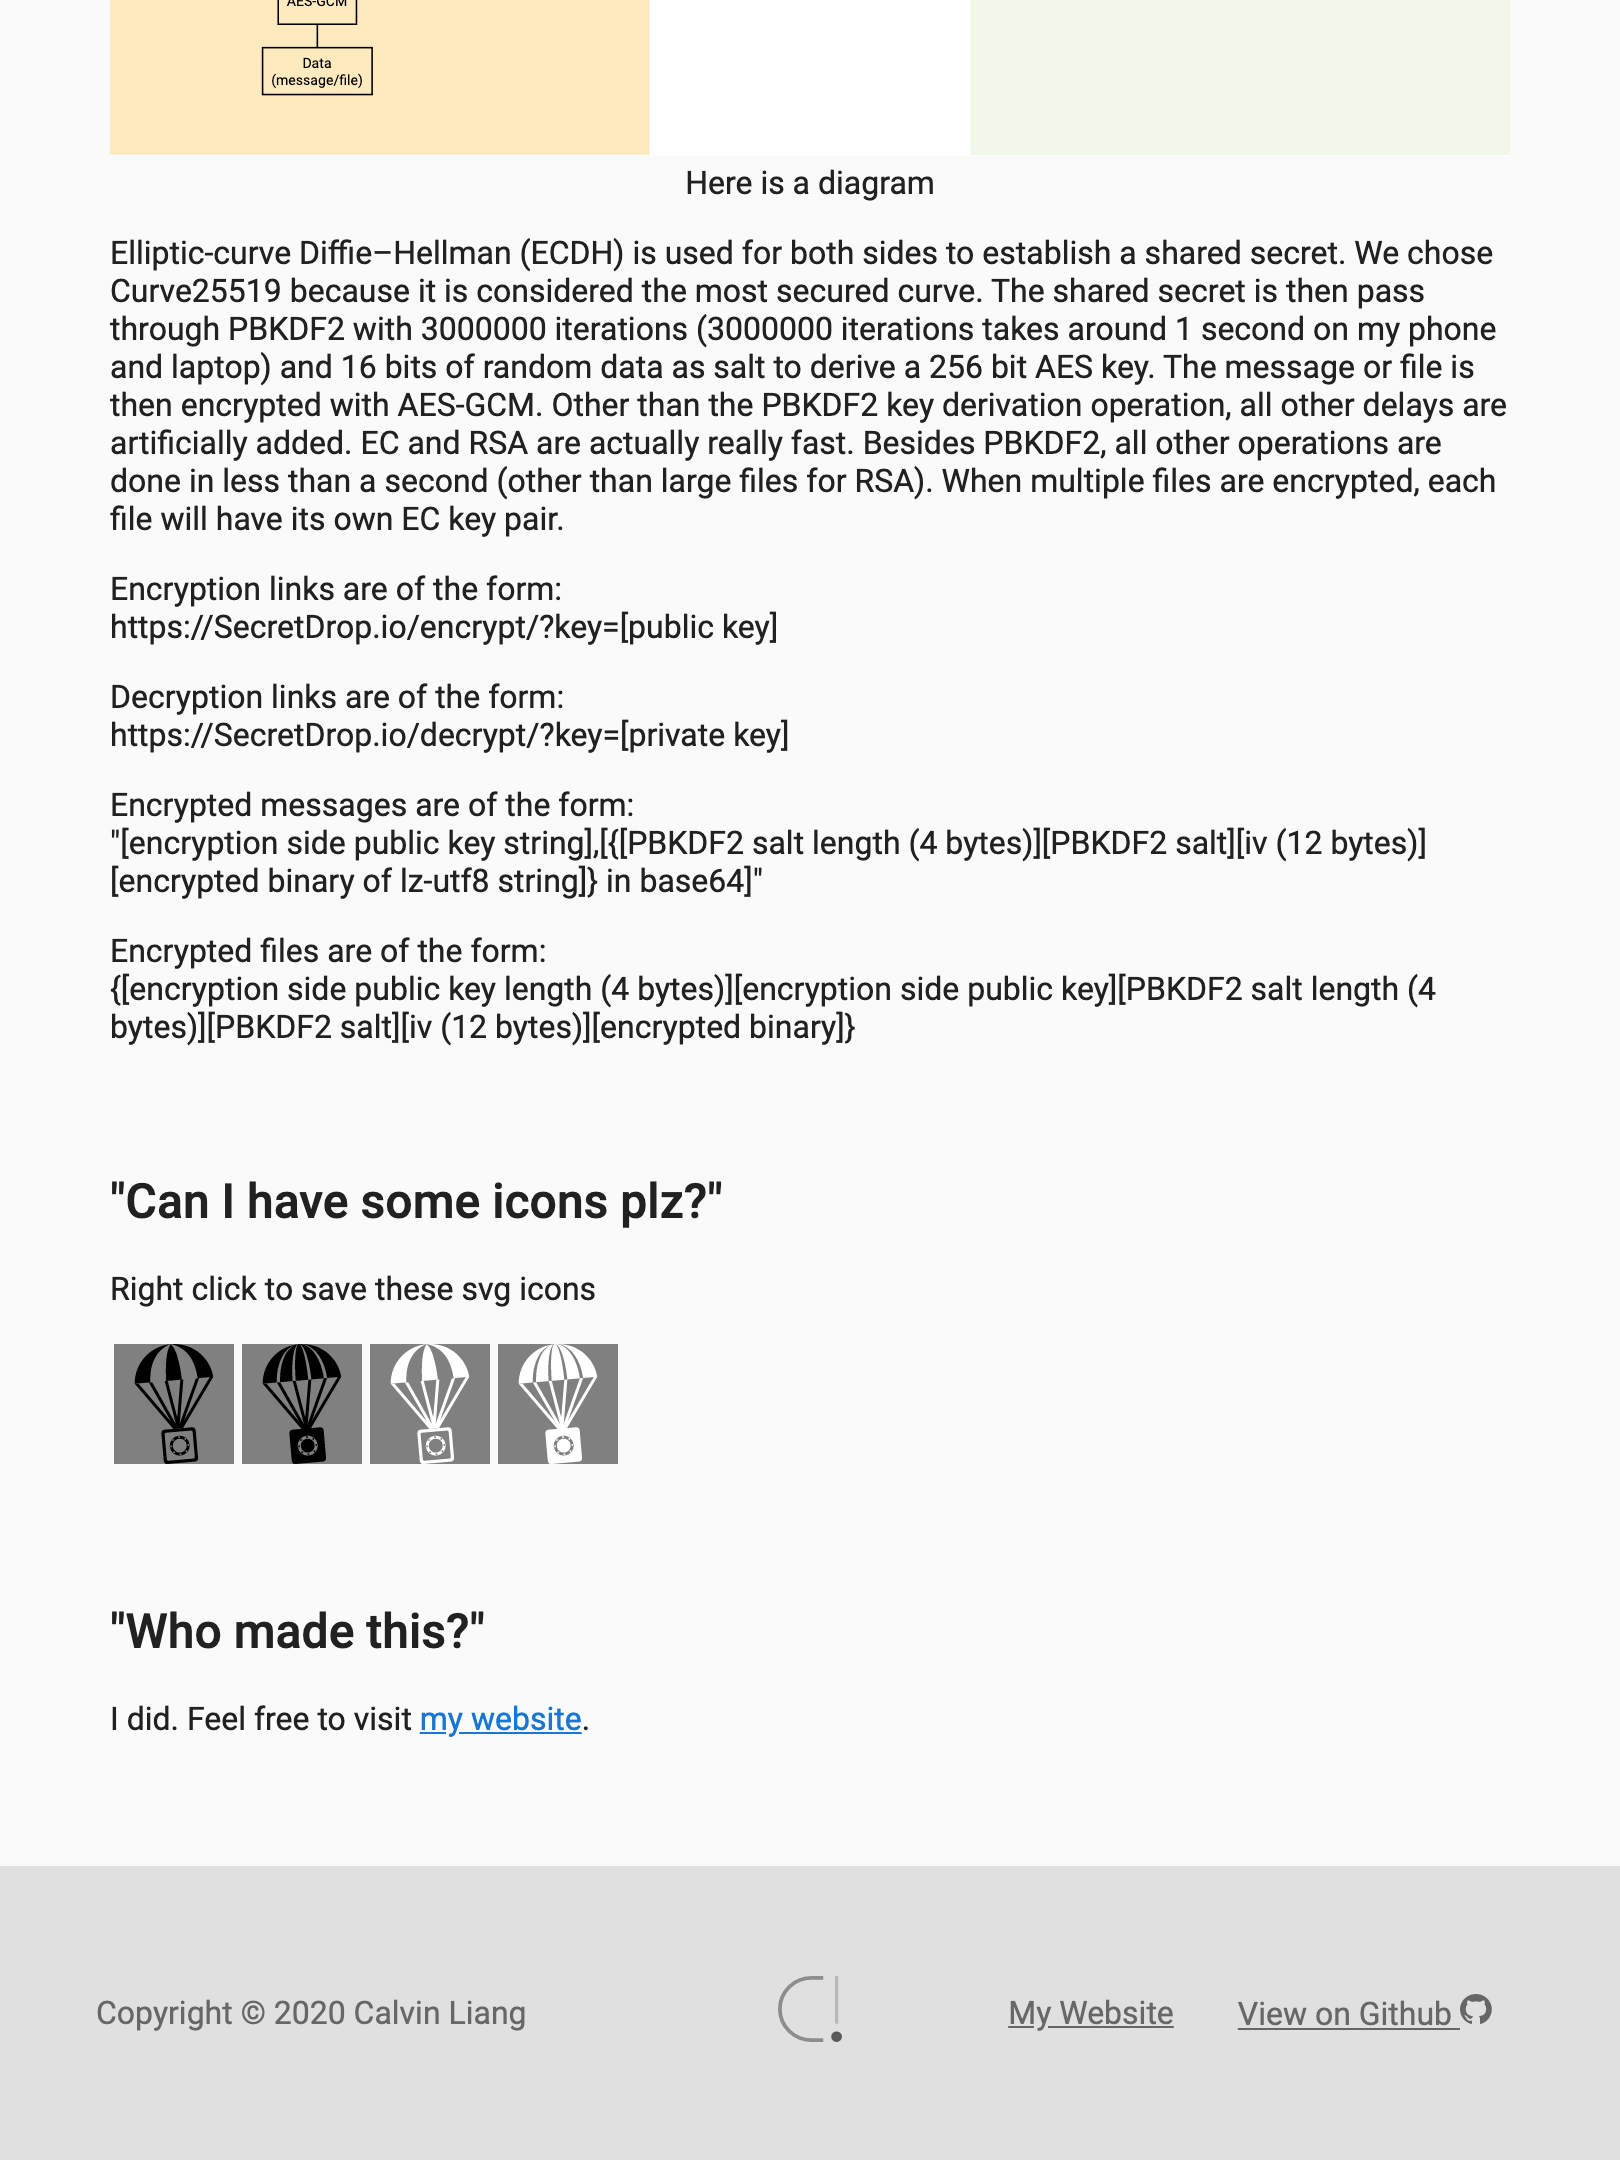 AES-GCM
Data
(message/file)
Here is a diagram
Elliptic-curve Diffie–Hellman (ECDH) is used for both sides to establish a shared secret. We chose
Curve25519 because it is considered the most secured curve. The shared secret is then pass
through PBKDF2 with 3000000 iterations (3000000 iterations takes around 1 second on my phone
and laptop) and 16 bits of random data as salt to derive a 256 bit AES key. The message or file is
then encrypted with AES-GCM. Other than the PBKDF2 key derivation operation, all other delays are
artificially added. EC and RSA are actually really fast. Besides PBKDF2, all other operations are
done in less than a second (other than large files for RSA). When multiple files are encrypted, each
file will have its own EC key pair.
Encryption links are of the form:
https://SecretDrop.io/encrypt/?key=[public key]
Decryption links are of the form:
https://SecretDrop.io/decrypt/?key=[private key]
Encrypted messages are of the form:
"[encryption side public key string],[{[PBKDF2 salt length (4 bytes)][PBKDF2 salt][iv (12 bytes)]
[encrypted binary of lz-utf8 string]} in base64]"
Encrypted files are of the form:
{[encryption side public key length (4 bytes)][encryption side public key][PBKDF2 salt length (4
bytes)][PBKDF2 salt][iv (12 bytes)][encrypted binary]}
"Can I have some icons plz?"
Right click to save these svg icons
"Who made this?"
I did. Feel free to visit my website.
Copyright © 2020 Calvin Liang
My Website
View on Github